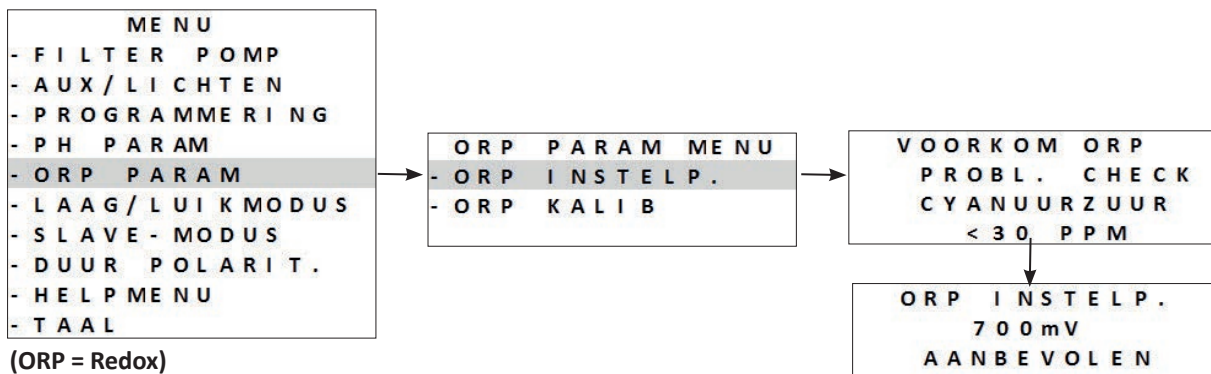 MENU
- FILTER POMP
- AUX/LICHTEN
- PROGRAMMERING
- PH PARAM
- ORP PARAM
- LAAG/LUIKMODUS
- SLAVE-MODUS
- DUUR POLARIT.
- HELPMENU
- TAAL
(ORP = Redox)
ORP PARAM MENU
- ORP INSTELP.
- ORP KALIB
VOORKOM ORP
PROBL. CHECK
CYANUURZUUR
<30 PPM
ORP INSTELP.
700mV
AANBEVOLEN